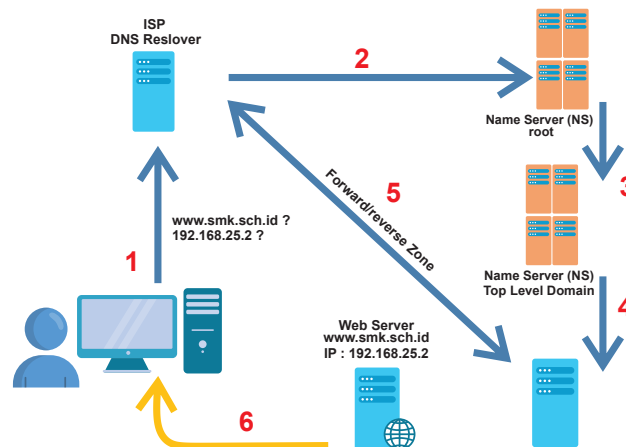 ISP
DNS Reslover
2
Name Server (NS)
root
3
Forward/reverse Zone
5
www.smk.sch.id ?
192.168.25.2 ?
1
Name Server (NS)
Top Level Domain
4
Web Server
www.smk.sch.id
IP : 192.168.25.2
6